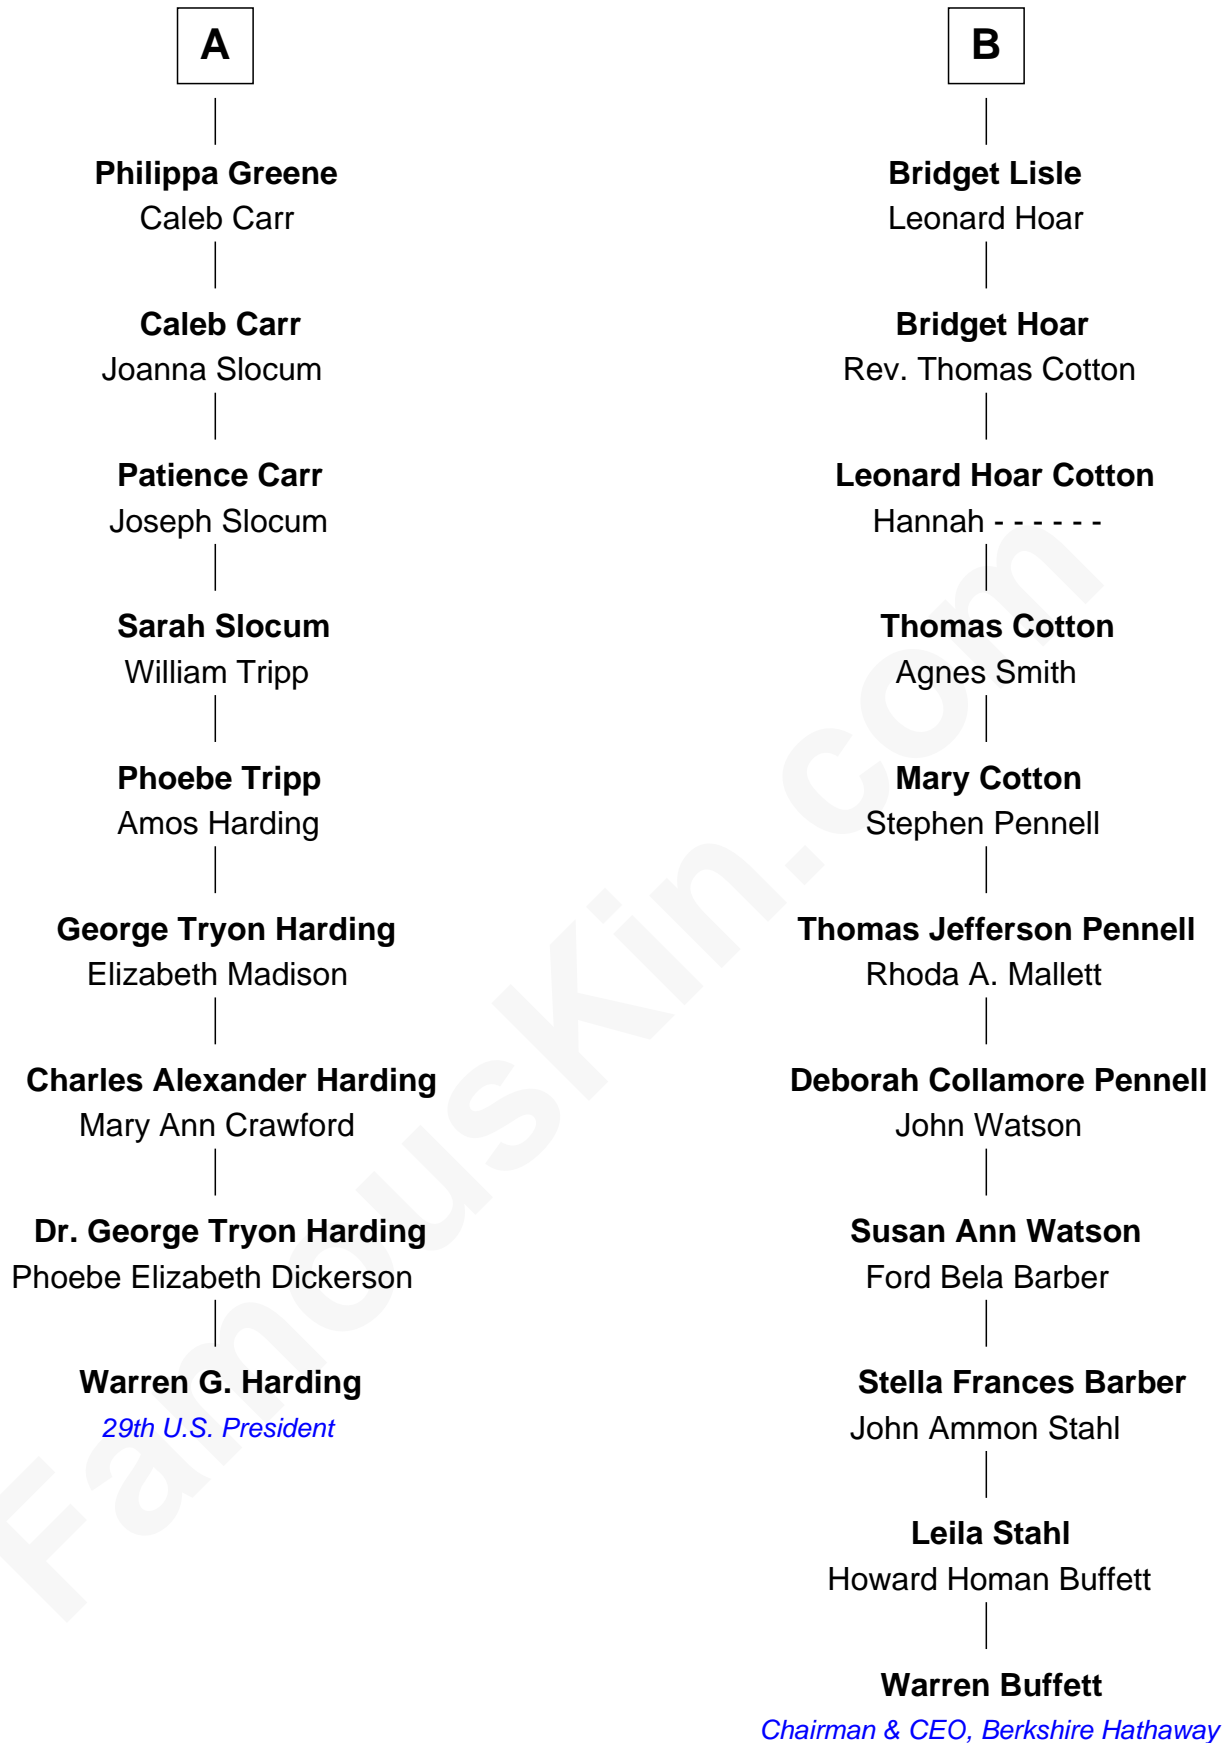 A
Philippa Greene
Caleb Carr
Caleb Carr
Joanna Slocum
Patience Carr
Joseph Slocum
Sarah Slocum
William Tripp
Phoebe Tripp
Amos Harding
George Tryon Harding
Elizabeth Madison
Charles Alexander Harding
Mary Ann Crawford
Dr. George Tryon Harding
Phoebe Elizabeth Dickerson
Warren G. Harding
29th U.S. President
B
Bridget Lisle
Leonard Hoar
Bridget Hoar
Rev. Thomas Cotton
Leonard Hoar Cotton
Hannah - - - - - -
Thomas Cotton
Agnes Smith
Mary Cotton
Stephen Pennell
Thomas Jefferson Pennell
Rhoda A. Mallett
Deborah Collamore Pennell
John Watson
Susan Ann Watson
Ford Bela Barber
Stella Frances Barber
John Ammon Stahl
Leila Stahl
Howard Homan Buffett
Warren Buffett
Chairman & CEO, Berkshire Hathaway
FamousKin.com